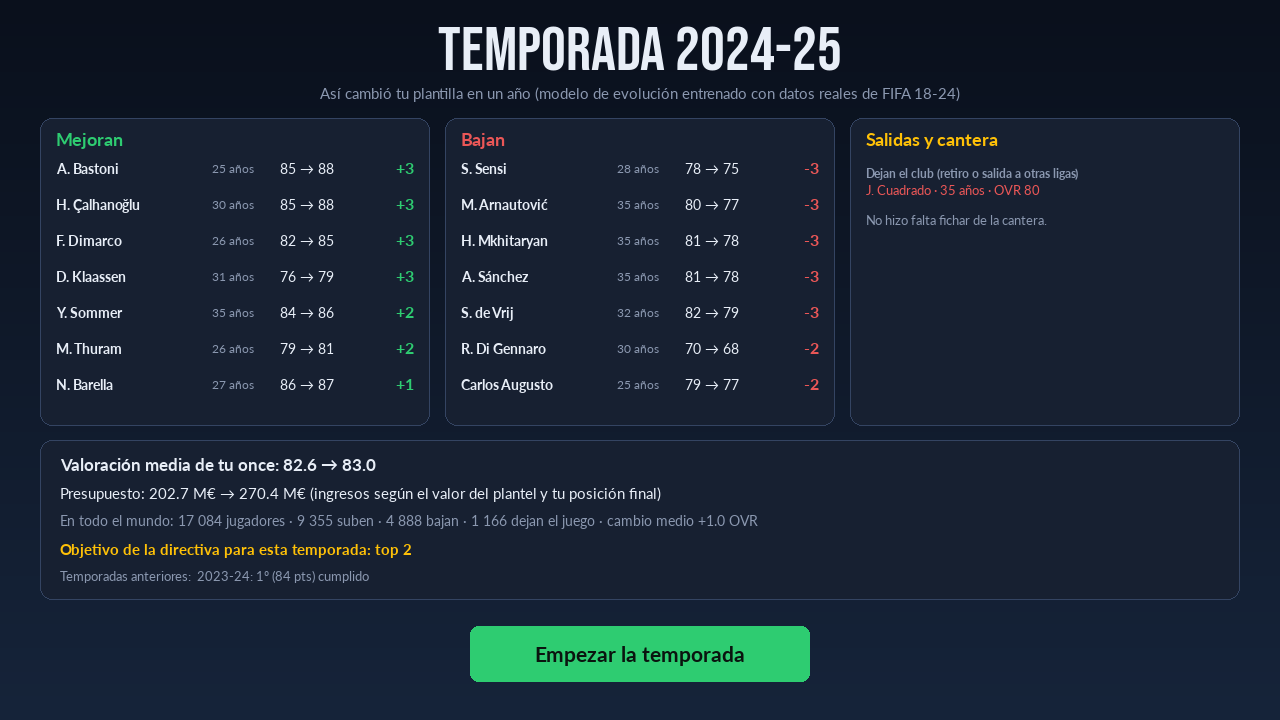 TEMPORADA 2024-25
Así cambió tu plantilla en un año (modelo de evolución entrenado con datos reales de FIFA 18-24)
Mejoran
A. Bastoni 25 años 85 → 88 +3
H. Çalhanoğlu 30 años 85 → 88 +3
F. Dimarco 26 años 82 → 85 +3
D. Klaassen 31 años 76 → 79 +3
Y. Sommer 35 años 84 → 86 +2
M. Thuram 26 años 79 → 81 +2
N. Barella 27 años 86 → 87 +1
Bajan
S. Sensi 28 años 78 → 75 -3
M. Arnautović 35 años 80 → 77 -3
H. Mkhitaryan 35 años 81 → 78 -3
A. Sánchez 35 años 81 → 78 -3
S. de Vrij 32 años 82 → 79 -3
R. Di Gennaro 30 años 70 → 68 -2
Carlos Augusto 25 años 79 → 77 -2
Salidas y cantera
Dejan el club (retiro o salida a otras ligas)
J. Cuadrado · 35 años · OVR 80
No hizo falta fichar de la cantera.
Valoración media de tu once: 82.6 → 83.0
Presupuesto: 202.7 M€ → 270.4 M€ (ingresos según el valor del plantel y tu posición final)
En todo el mundo: 17 084 jugadores · 9 355 suben · 4 888 bajan · 1 166 dejan el juego · cambio medio +1.0 OVR
Objetivo de la directiva para esta temporada: top 2
Temporadas anteriores: 2023-24: 1º (84 pts) cumplido
Empezar la temporada